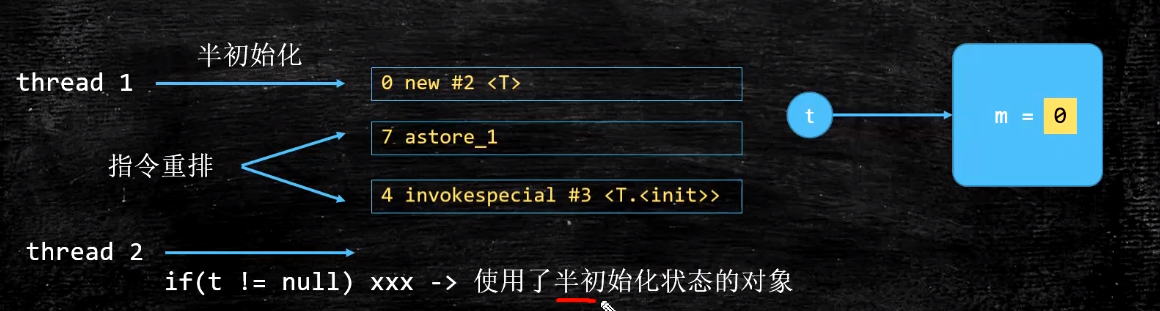 半初始化
thread 1
0 new #2 <T>
t
m = 0
7 astore_1
指令重排
4 invokespecial #3 <T.<init>>
thread 2
if(t != null) xxx -> 使用了半初始化状态的对象